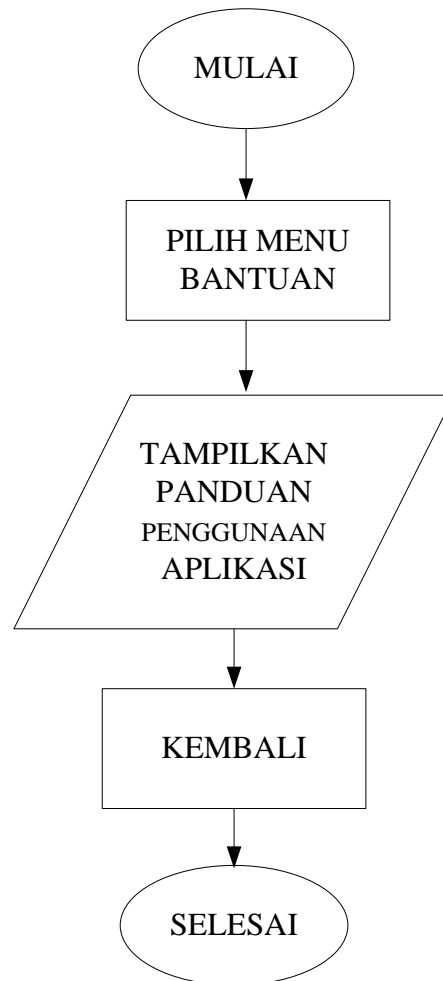 MULAI
PILIH MENU
BANTUAN
TAMPILKAN
PANDUAN
PENGGUNAAN
APLIKASI
KEMBALI
SELESAI